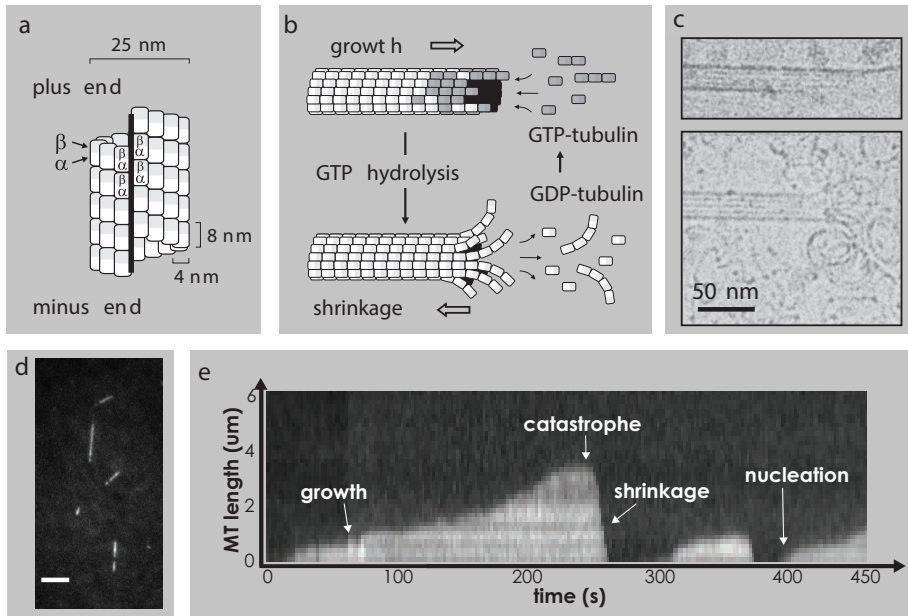 a
25 nm
plus end
β
α
β
α
β
α
β
α
β
α
8 nm
4 nm
minus end
b
growt h
GTP-tubulin
GTP hydrolysis
GDP-tubulin
shrinkage
c
50 nm
d
e
MT length (um)
6
4
2
0
catastrophe
growth
shrinkage
nucleation
0
100
200
300
400
450
time (s)